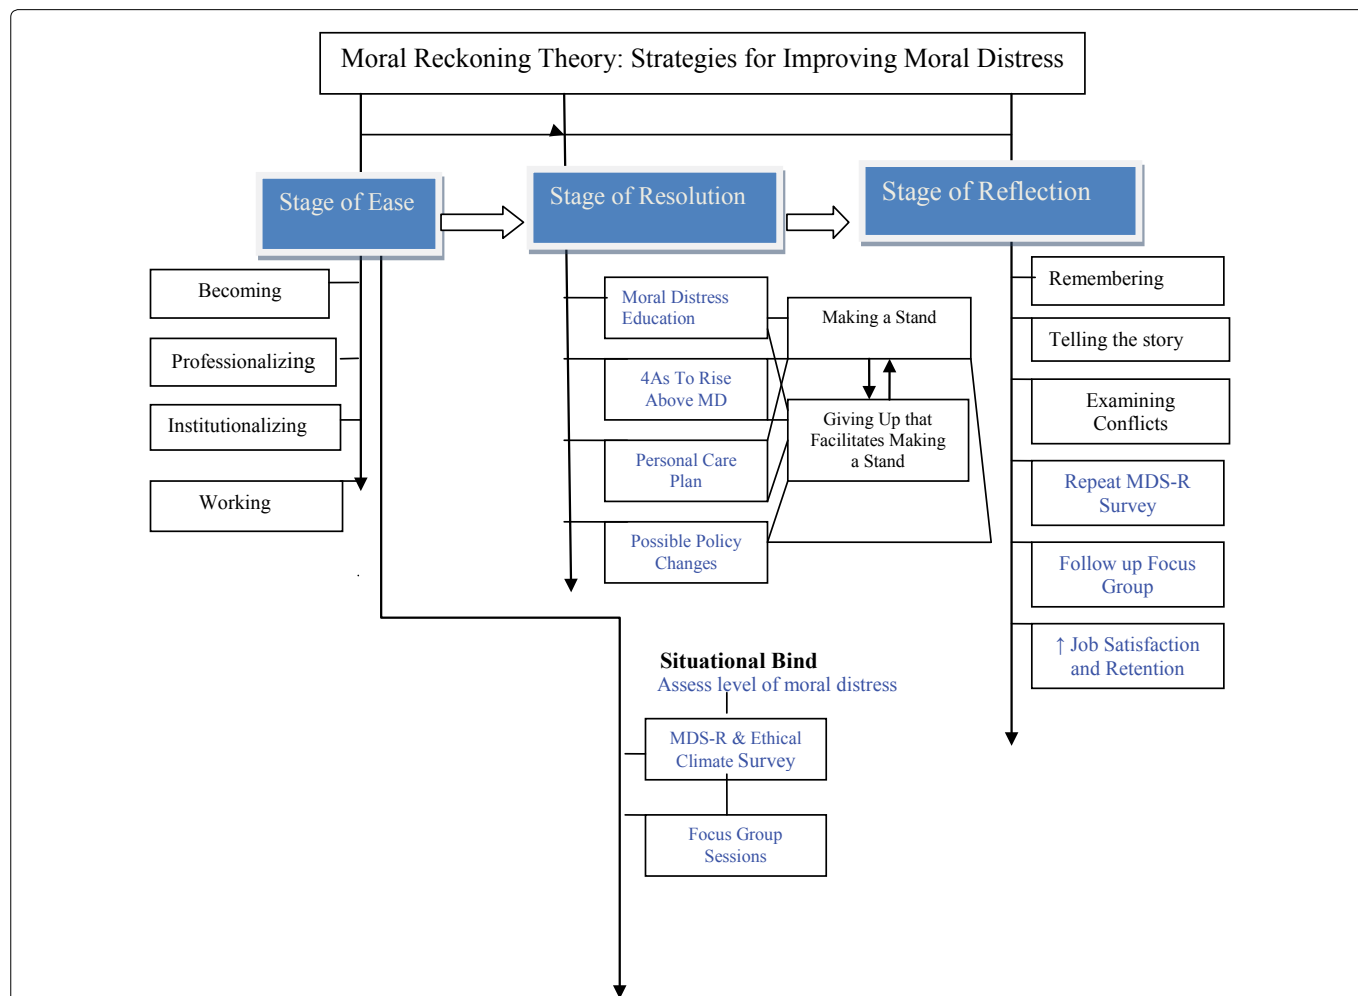 Moral Reckoning Theory: Strategies for Improving Moral Distress
Stage of Ease
Stage of Resolution
Stage of Reflection
Becoming
Professionalizing
Institutionalizing
Working
Moral Distress
Education
4As To Rise
Above MD
Personal Care
Plan
Possible Policy
Changes
Making a Stand
Giving Up that
Facilitates Making
a Stand
Remembering
Telling the story
Examining
Conflicts
Repeat MDS-R
Survey
Follow up Focus
Group
↑ Job Satisfaction
and Retention
Situational Bind
Assess level of moral distress
MDS-R & Ethical
Climate Survey
Focus Group
Sessions